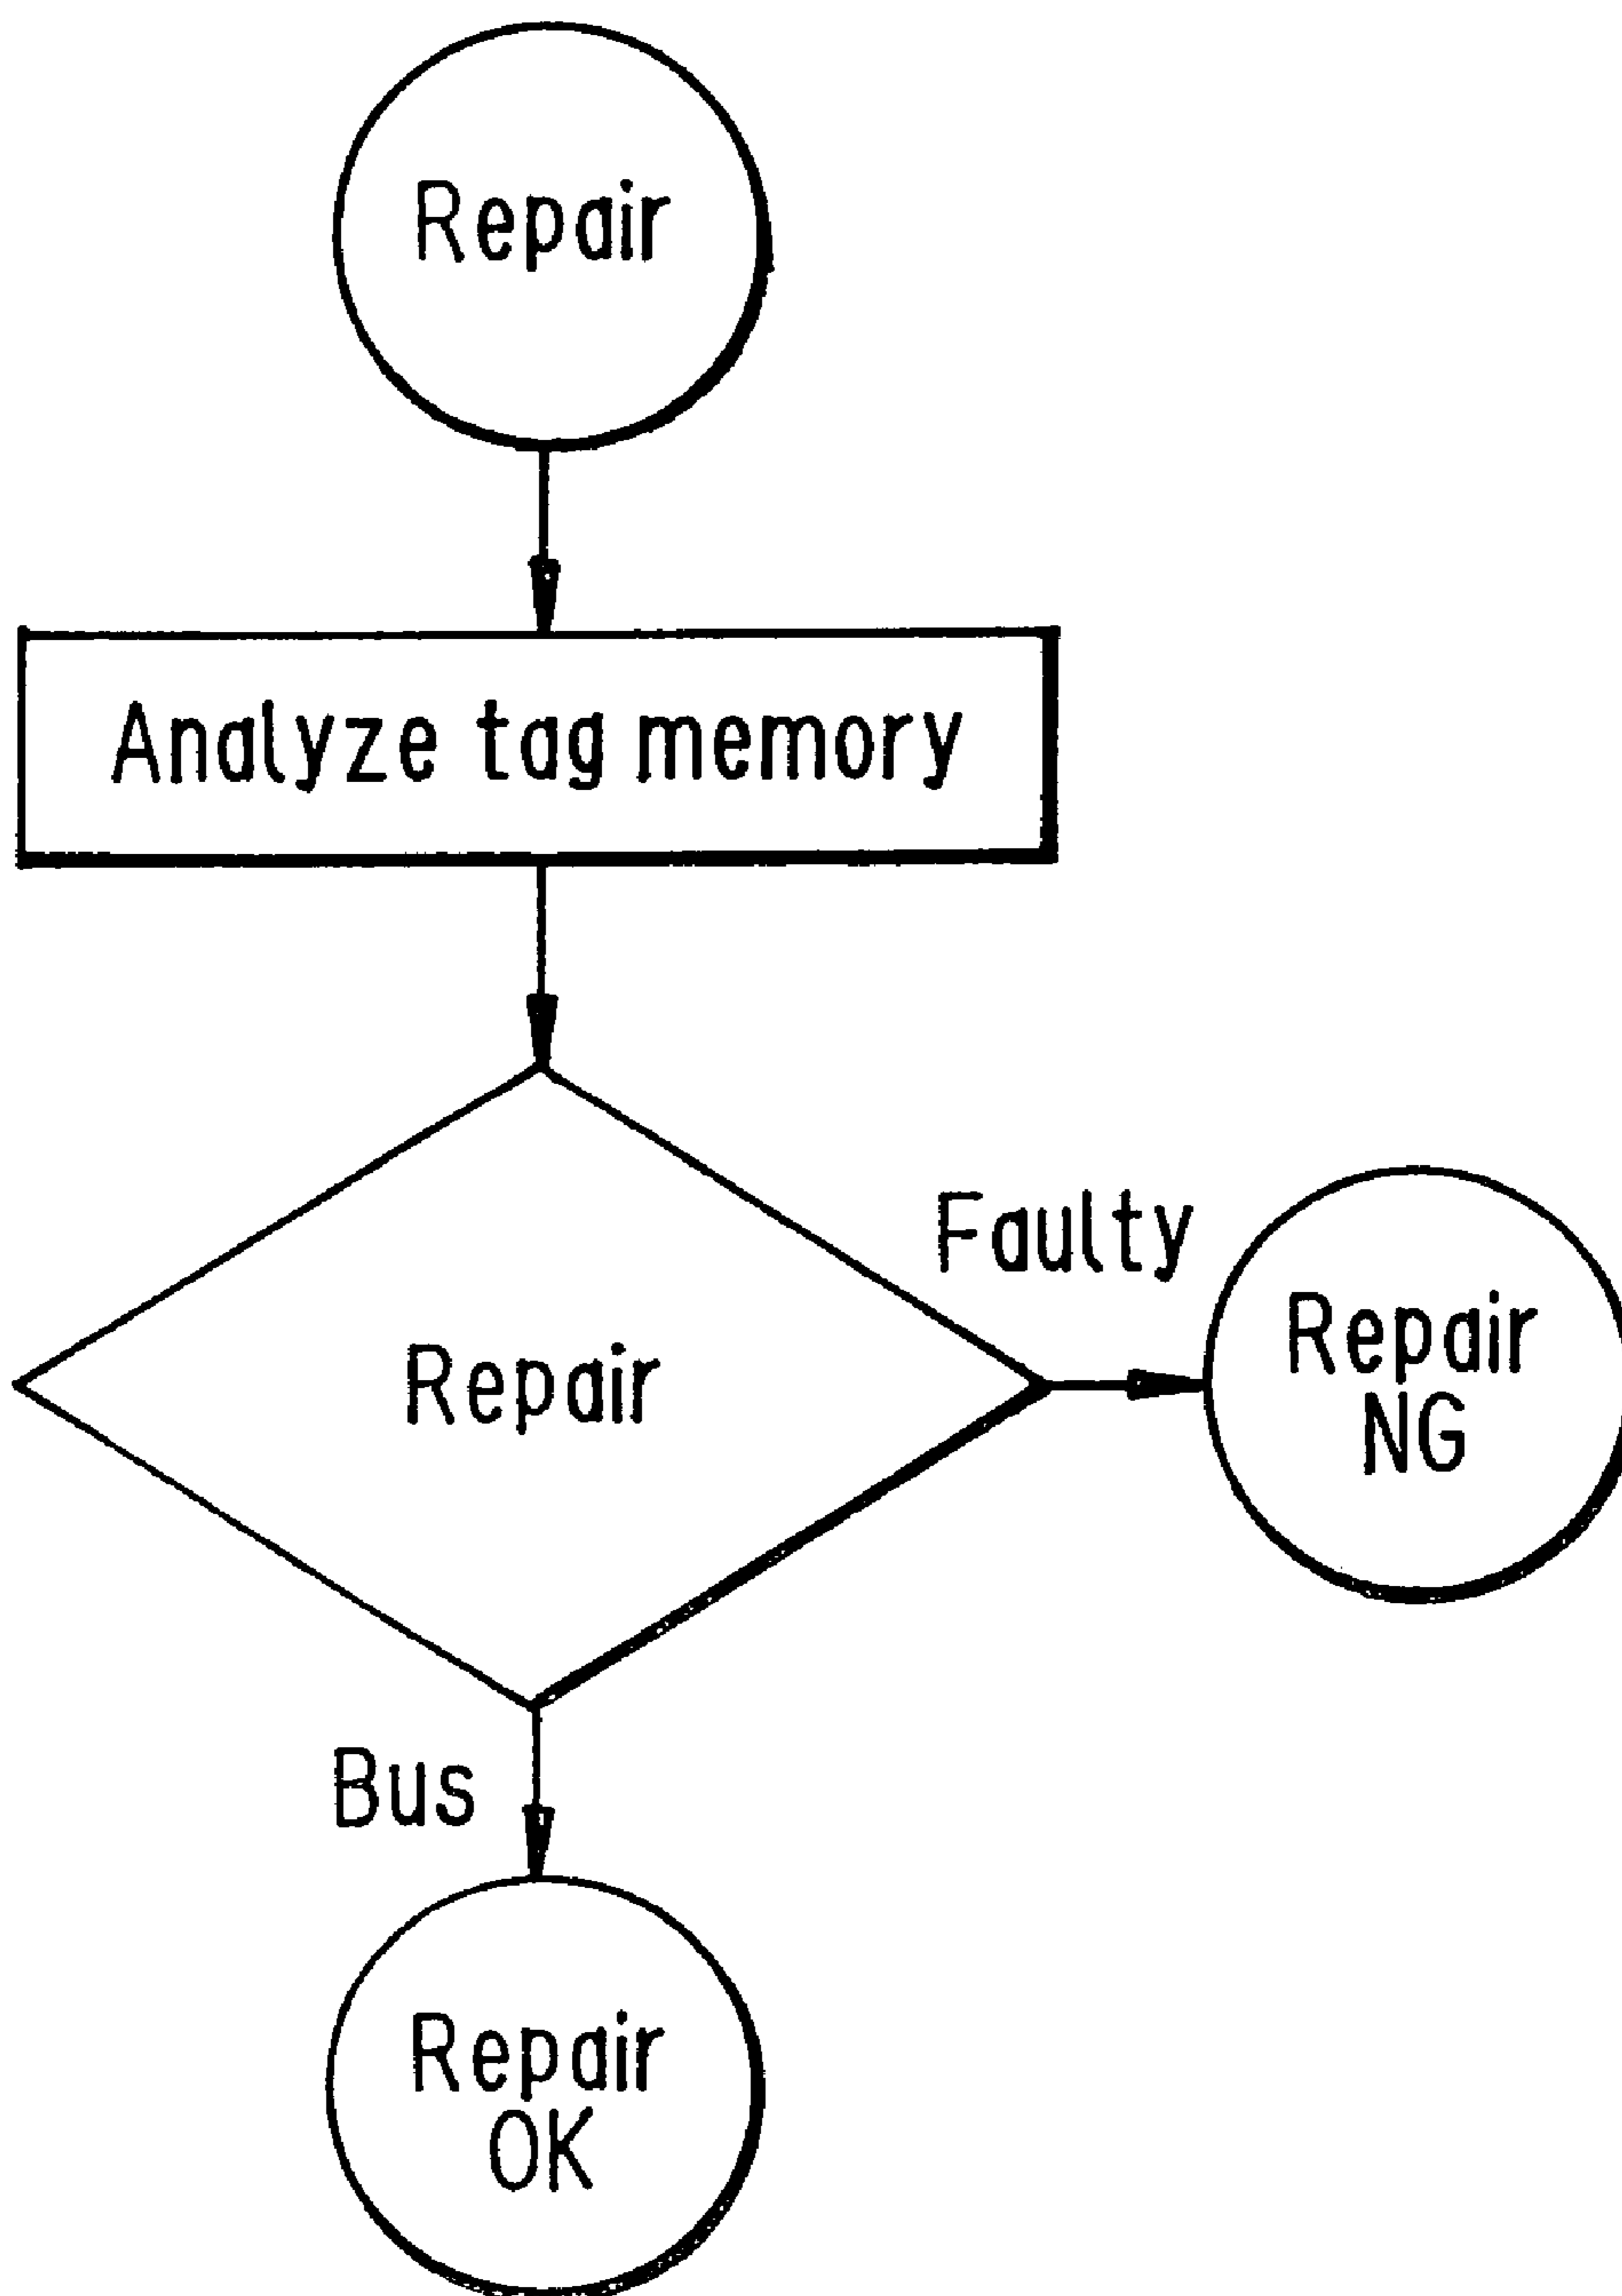 Repair
Analyze tag memory
Faulty
Repair
Repair
NG
Bus
Repair
OK